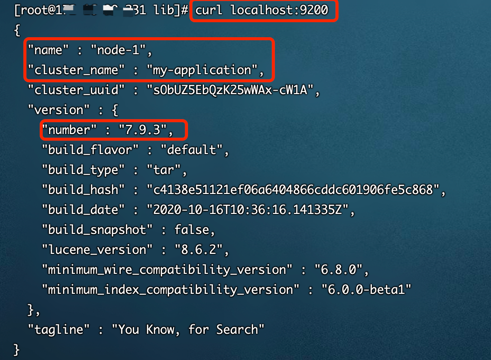 [root@1 31 lib]# curl localhost:9200
{
"name" : "node-1",
"cluster_name" : "my-application",
"cluster_uuid" : "sObUZ5EbQzK25wWAx-cW1A",
"version" : {
"number" : "7.9.3",
"build_flavor" : "default",
"build_type" : "tar",
"build_hash" : "c4138e51121ef06a6404866cddc601906fe5c868",
"build_date" : "2020-10-16T10:36:16.141335Z",
"build_snapshot" : false,
"lucene_version" : "8.6.2",
"minimum_wire_compatibility_version" : "6.8.0",
"minimum_index_compatibility_version" : "6.0.0-beta1"
},
"tagline" : "You Know, for Search"
}